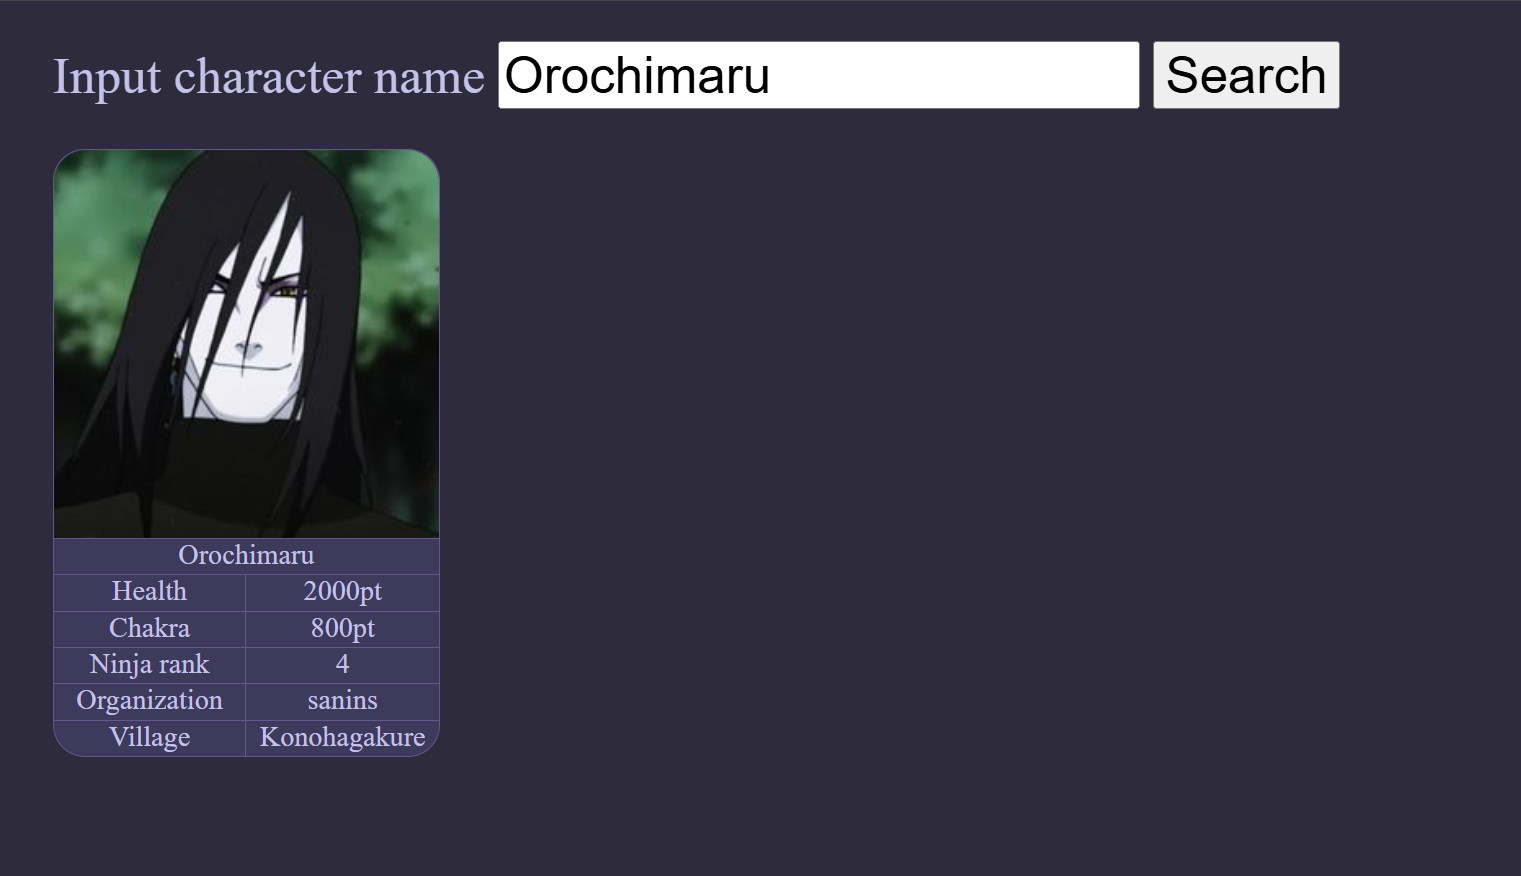 Input character name Orochimaru Search
Orochimaru
Health 2000pt
Chakra 800pt
Ninja rank 4
Organization sanins
Village Konohagakure